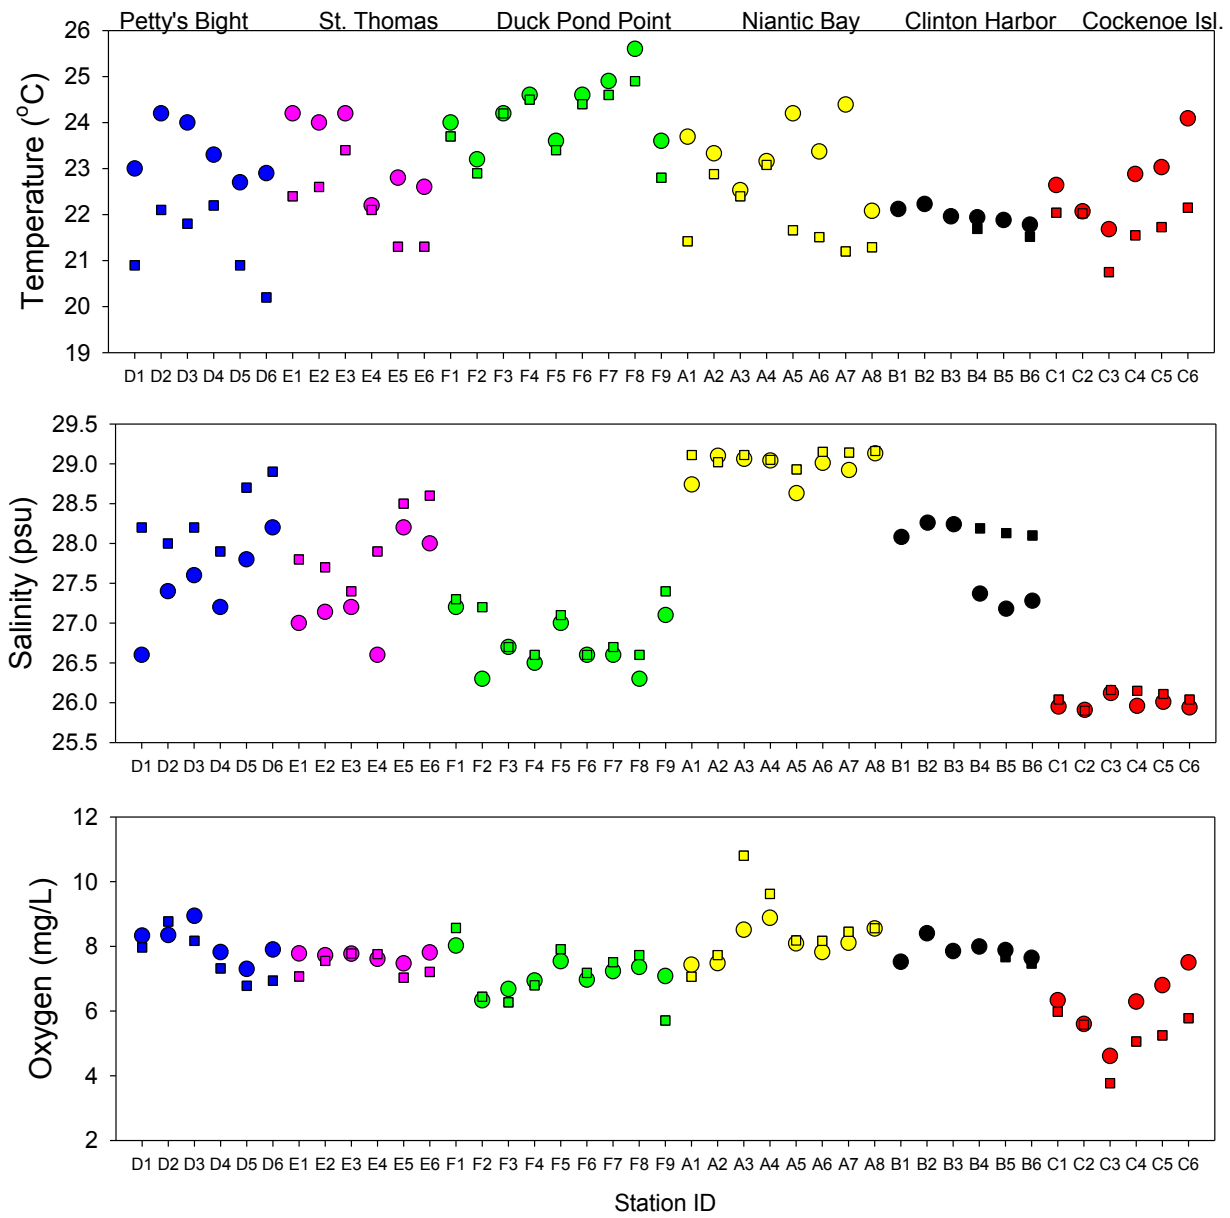 Petty's Bight St. Thomas Duck Pond Point Niantic Bay Clinton Harbor Cockenoe Isl.
Temperature (°C)
26
25
24
23
22
21
20
19
D1 D2 D3 D4 D5 D6 E1 E2 E3 E4 E5 E6 F1 F2 F3 F4 F5 F6 F7 F8 F9 A1 A2 A3 A4 A5 A6 A7 A8 B1 B2 B3 B4 B5 B6 C1 C2 C3 C4 C5 C6
Salinity (psu)
29.5
29.0
28.5
28.0
27.5
27.0
26.5
26.0
25.5
D1 D2 D3 D4 D5 D6 E1 E2 E3 E4 E5 E6 F1 F2 F3 F4 F5 F6 F7 F8 F9 A1 A2 A3 A4 A5 A6 A7 A8 B1 B2 B3 B4 B5 B6 C1 C2 C3 C4 C5 C6
Oxygen (mg/L)
12
10
8
6
4
2
D1 D2 D3 D4 D5 D6 E1 E2 E3 E4 E5 E6 F1 F2 F3 F4 F5 F6 F7 F8 F9 A1 A2 A3 A4 A5 A6 A7 A8 B1 B2 B3 B4 B5 B6 C1 C2 C3 C4 C5 C6
Station ID